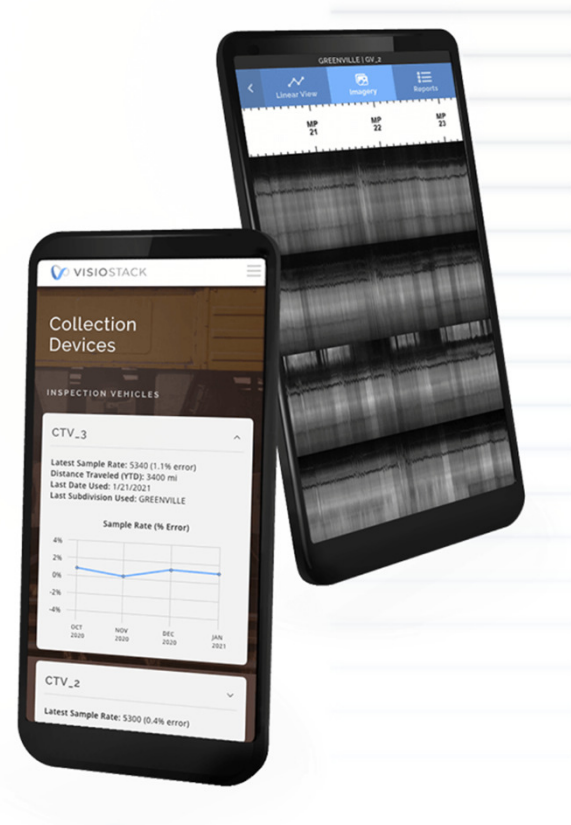 GREENVILLE | GV_2
Linear View
Imagery
Reports
MP
21
MP
22
MP
23
VISIOSTACK
Collection
Devices
INSPECTION VEHICLES
CTV_3
Latest Sample Rate: 5340 (1.1% error)
Distance Traveled (YTD): 3400 mi
Last Date Used: 1/21/2021
Last Subdivision Used: GREENVILLE
Sample Rate (% Error)
4%
2%
0%
-2%
-4%
OCT
2020
NOV
2020
DEC
2020
JAN
2021
CTV_2
Latest Sample Rate: 5300 (0.4% error)